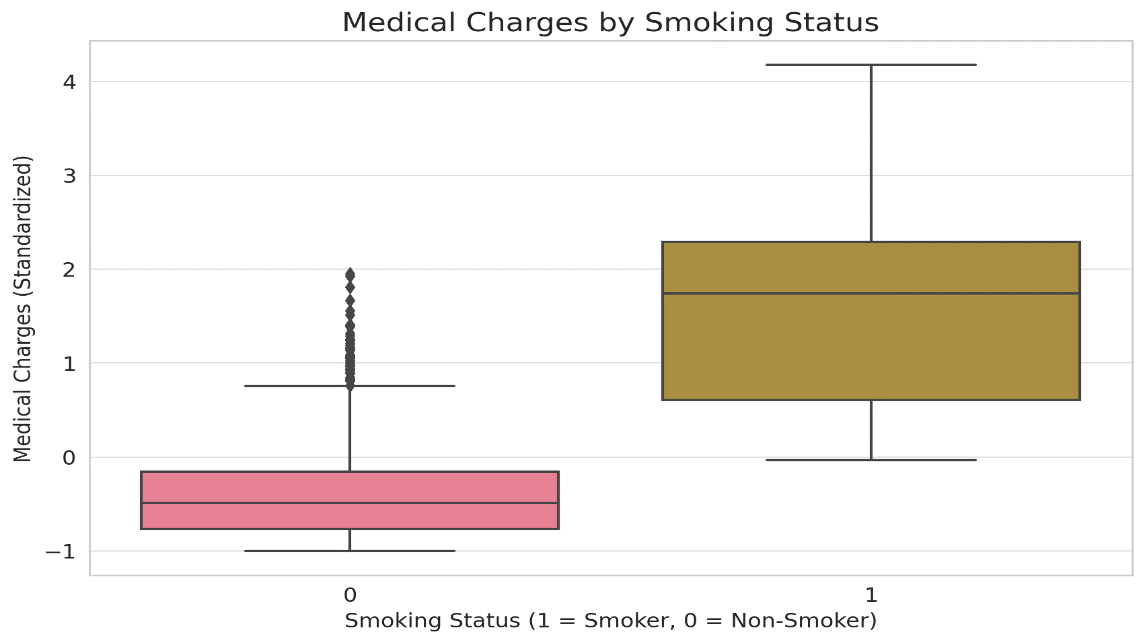 Medical Charges by Smoking Status
Medical Charges (Standardized)
4
3
2
1
0
−1
0
1
Smoking Status (1 = Smoker, 0 = Non-Smoker)